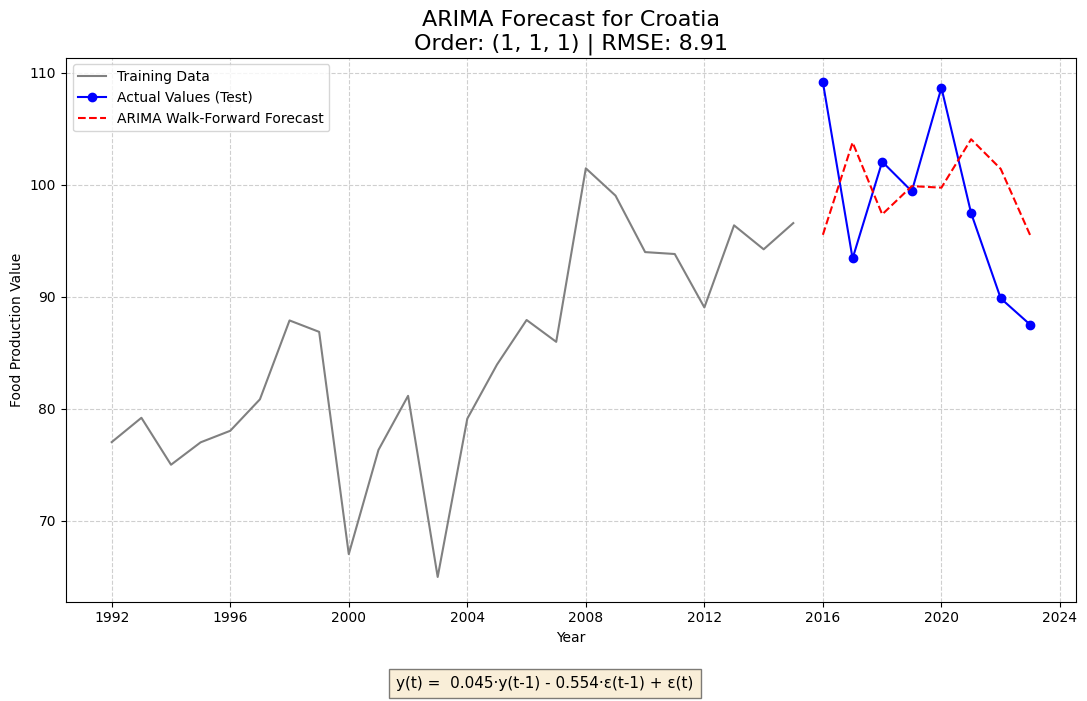 ARIMA Forecast for Croatia
Order: (1, 1, 1) | RMSE: 8.91
Training Data
Actual Values (Test)
ARIMA Walk-Forward Forecast
Food Production Value
110
100
90
80
70
1992 1996 2000 2004 2008 2012 2016 2020 2024
Year
y(t) = 0.045·y(t-1) - 0.554·ε(t-1) + ε(t)